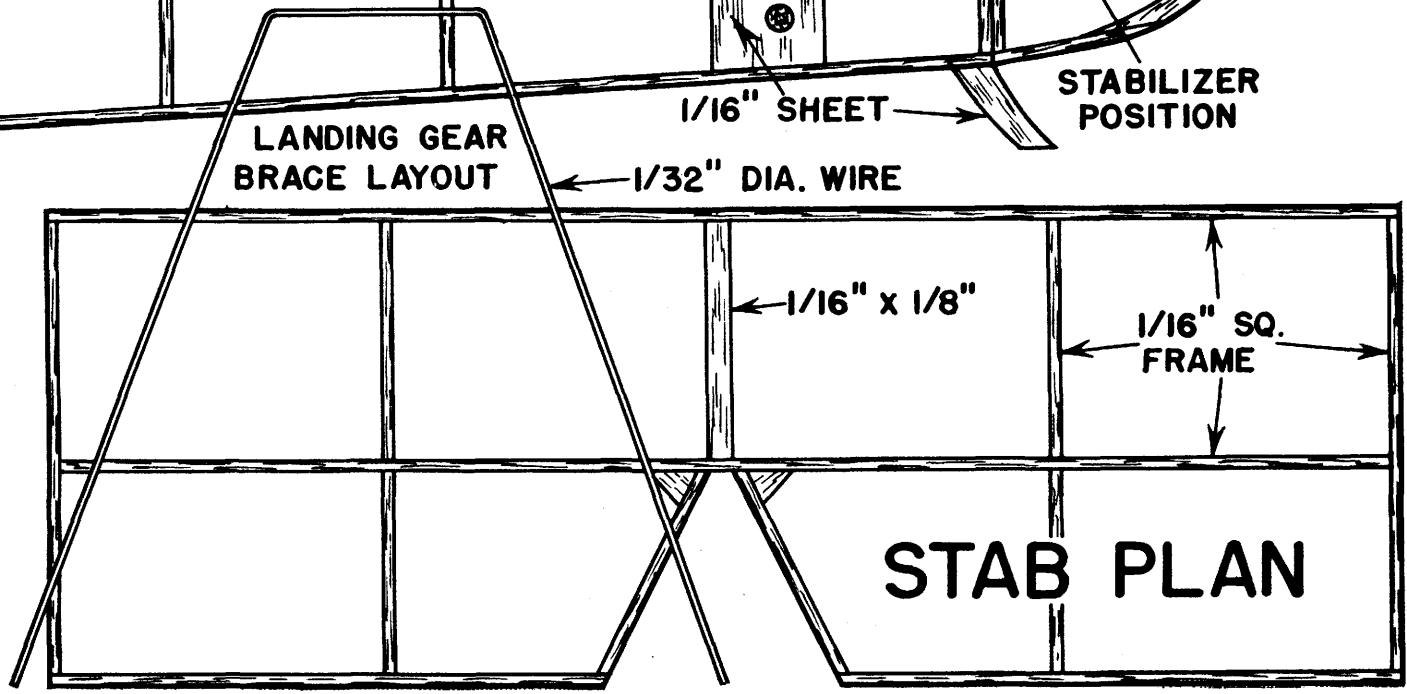 STABILIZER
POSITION
1/16" SHEET
LANDING GEAR
BRACE LAYOUT
1/32" DIA. WIRE
1/16" X 1/8"
1/16" SQ.
FRAME
STAB PLAN